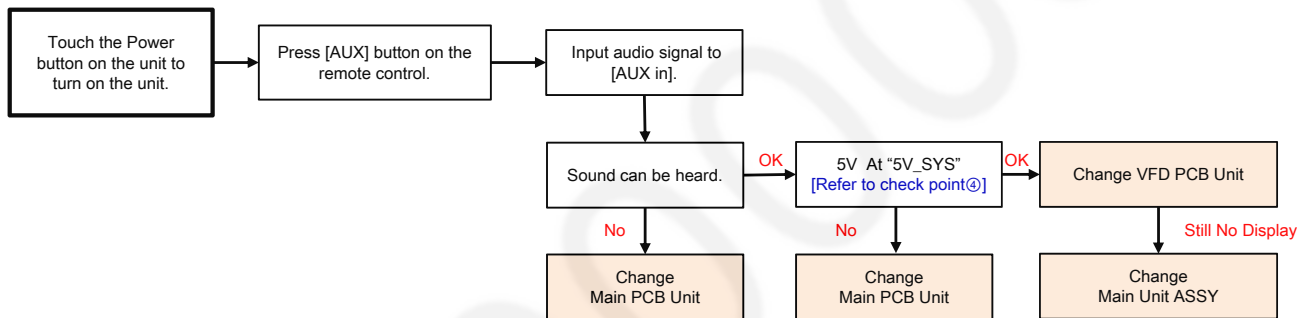 Touch the Power
button on the unit to
turn on the unit.
Press [AUX] button on the
remote control.
Input audio signal to
[AUX in].
Sound can be heard.
OK
5V At “5V_SYS”
[Refer to check point④]
OK
Change VFD PCB Unit
No
No
Still No Display
Change
Main PCB Unit
Change
Main PCB Unit
Change
Main Unit ASSY